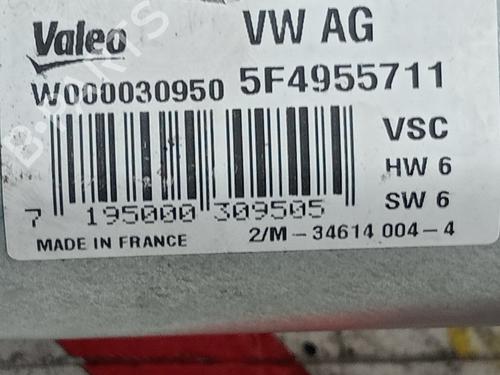 Valeo VW AG
W000030950 5F4955711
VSC
HW 6
SW 6
7 195000 309505
MADE IN FRANCE 2/M-34614 004-4